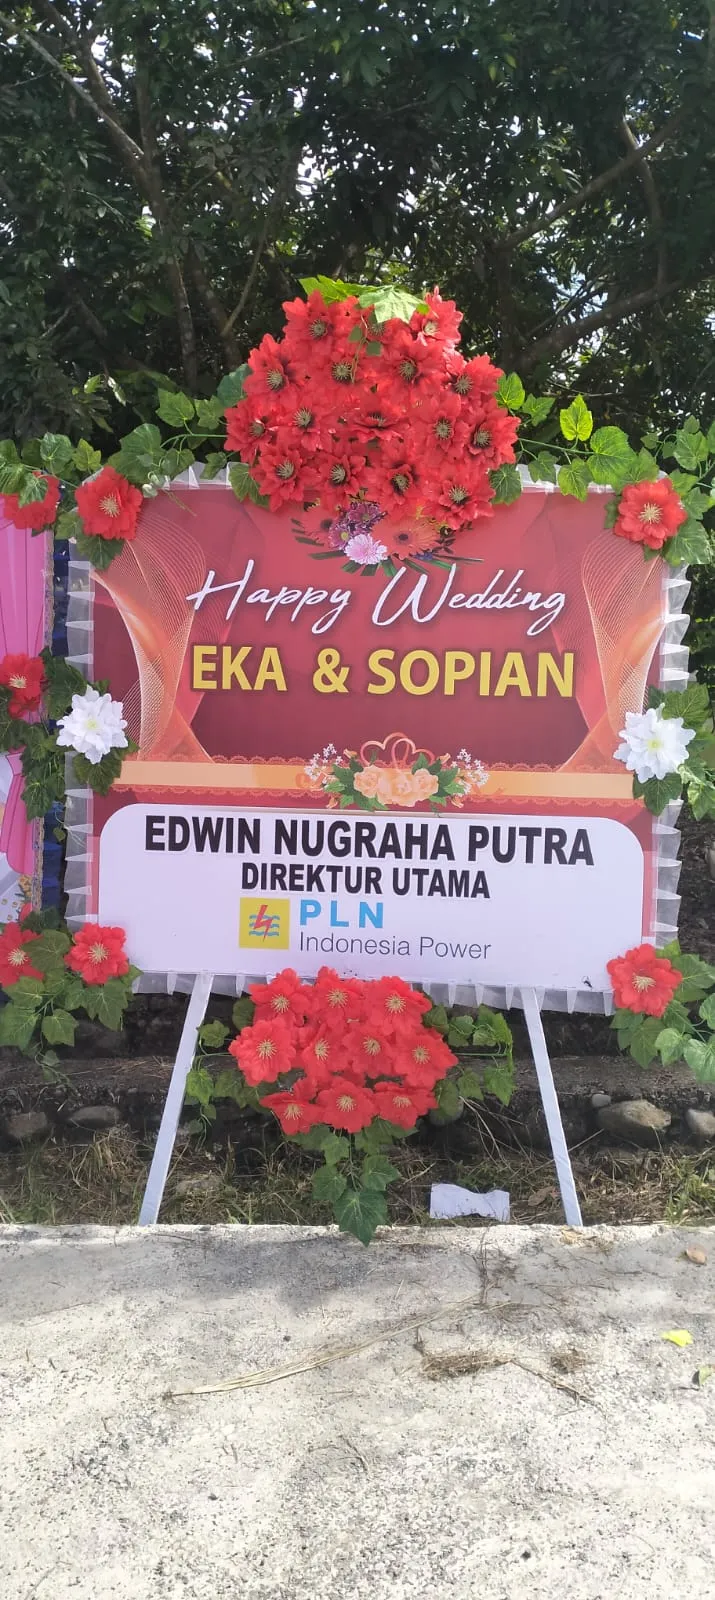 Happy Wedding
EKA & SOPIAN
EDWIN NUGRAHA PUTRA
DIREKTUR UTAMA
PLN
Indonesia Power